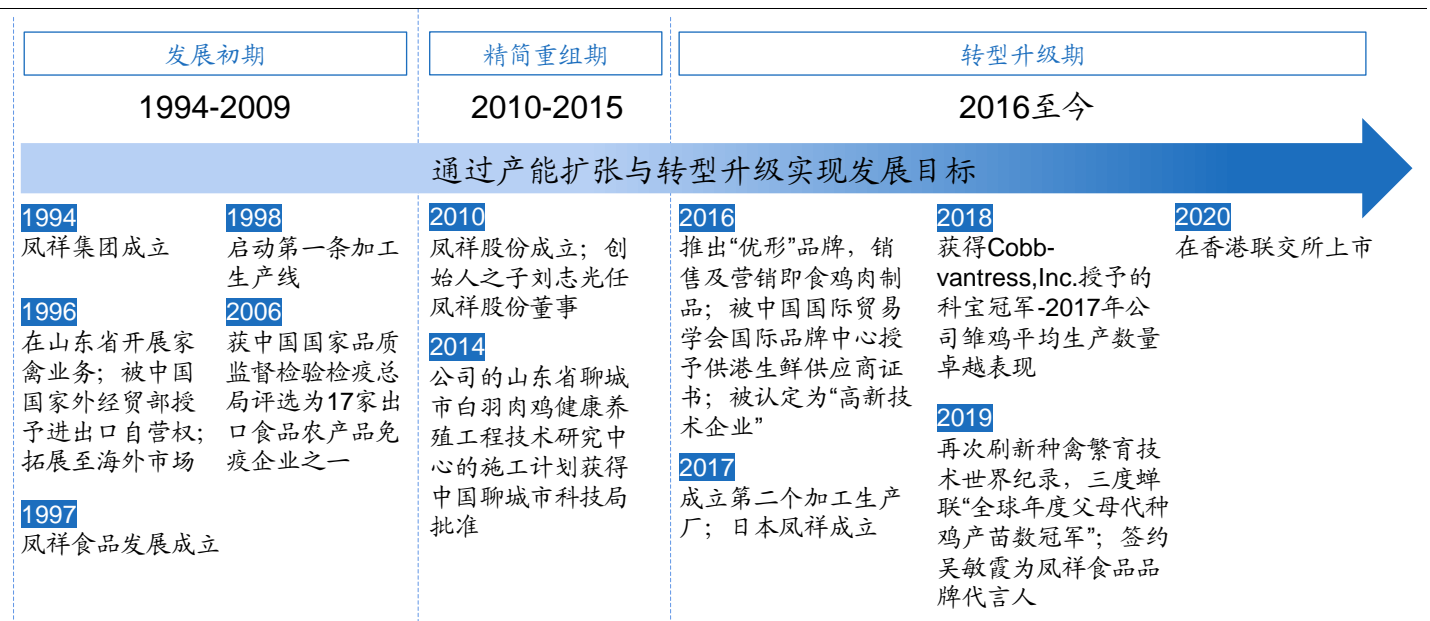 发展初期
精简重组期
转型升级期
1994-2009
2010-2015
2016至今
通过产能扩张与转型升级实现发展目标
1994
凤祥集团成立
1996
在山东省开展家
禽业务；被中国
国家外经贸部授
予进出口自营权；
拓展至海外市场
1997
凤祥食品发展成立
1998
启动第一条加工
生产线
2006
获中国国家品质
监督检验检疫总
局评选为17家出
口食品农产品免
疫企业之一
2010
凤祥股份成立；创
始人之子刘志光任
凤祥股份董事
2014
公司的山东省聊城
市白羽肉鸡健康养
殖工程技术研究中
心的施工计划获得
中国聊城市科技局
批准
2016
推出“优形”品牌，销
售及营销即食鸡肉制
品；被中国国际贸易
学会国际品牌中心授
予供港生鲜供应商证
书；被认定为“高新技
术企业”
2017
成立第二个加工生产
厂；日本凤祥成立
2018
获得Cobb-
vantress,Inc.授予的
科宝冠军-2017年公
司雏鸡平均生产数量
卓越表现
2019
再次刷新种禽繁育技
术世界纪录，三度蝉
联“全球年度父母代种
鸡产苗数冠军”；签约
吴敏霞为凤祥食品品
牌代言人
2020
在香港联交所上市